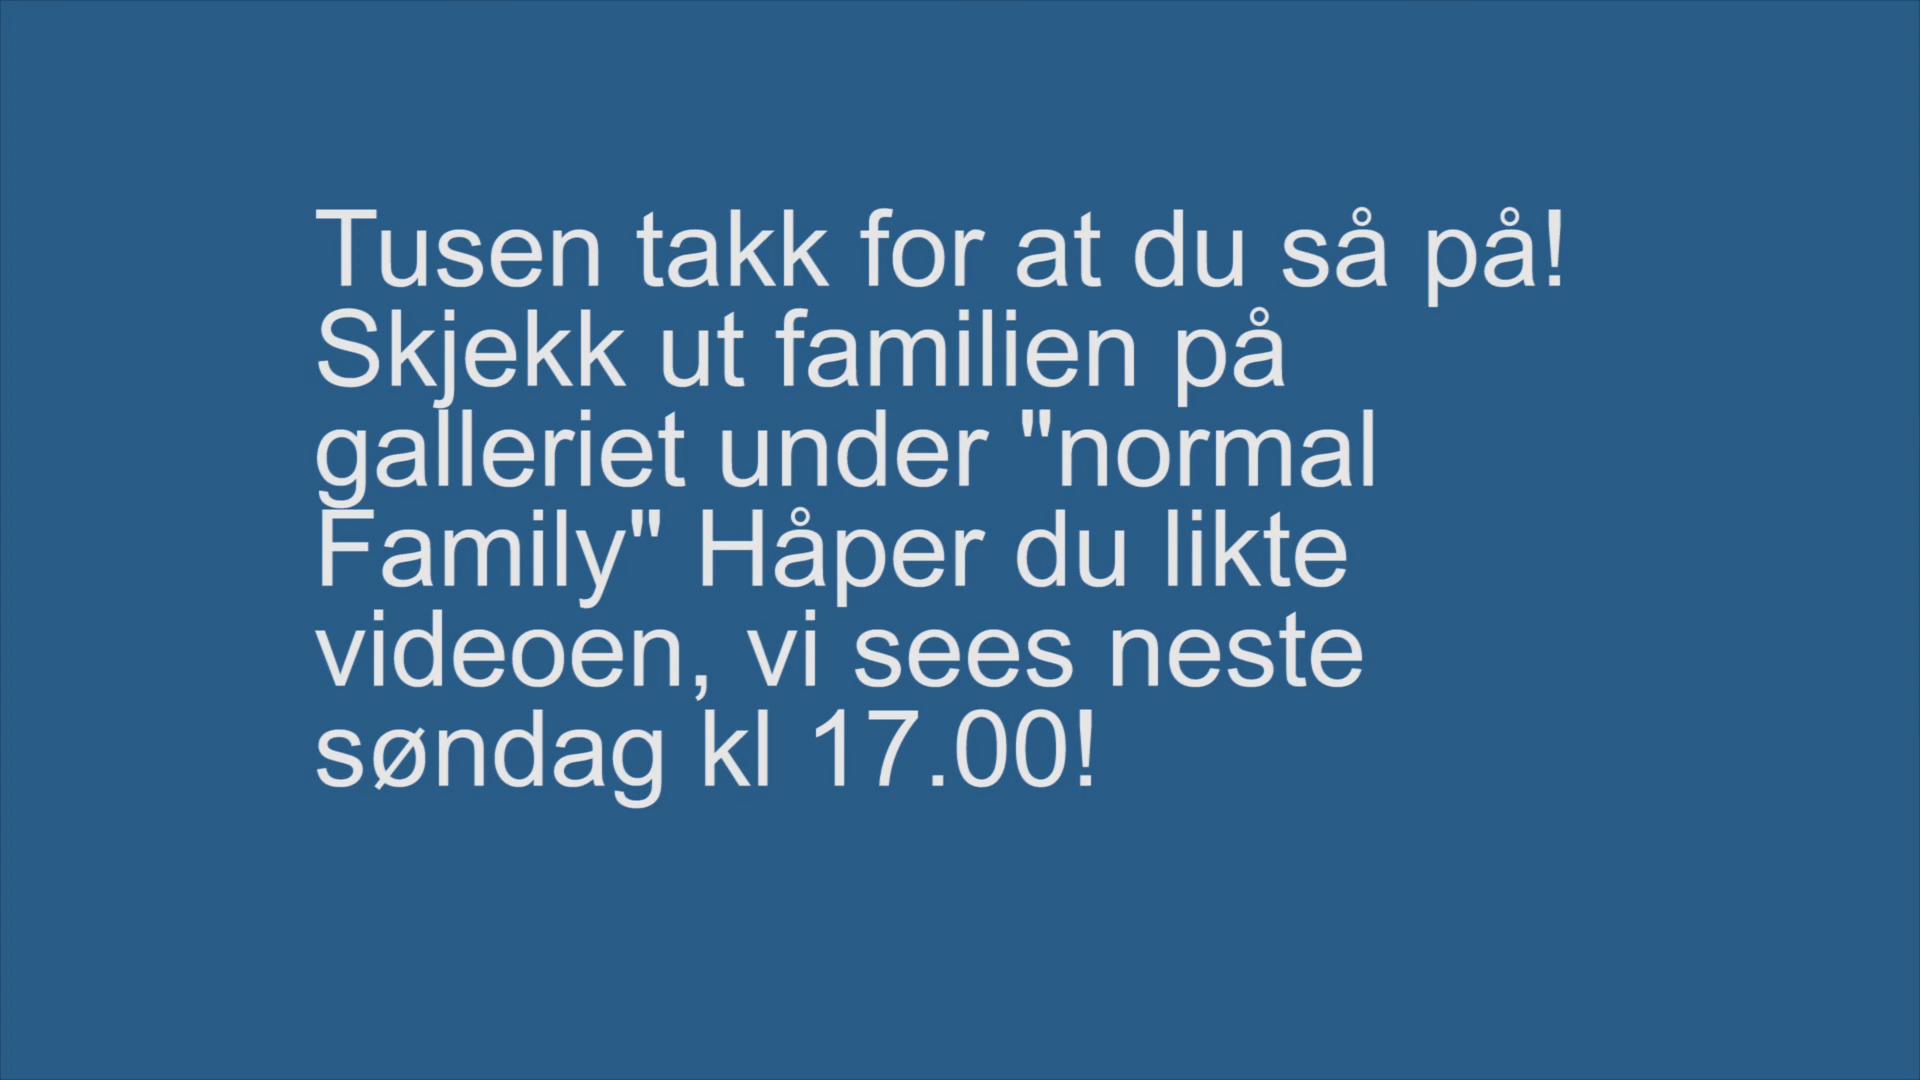 Tusen takk for at du så på!
Skjekk ut familien på
galleriet under "normal
Family" Håper du likte
videoen, vi sees neste
søndag kl 17.00!